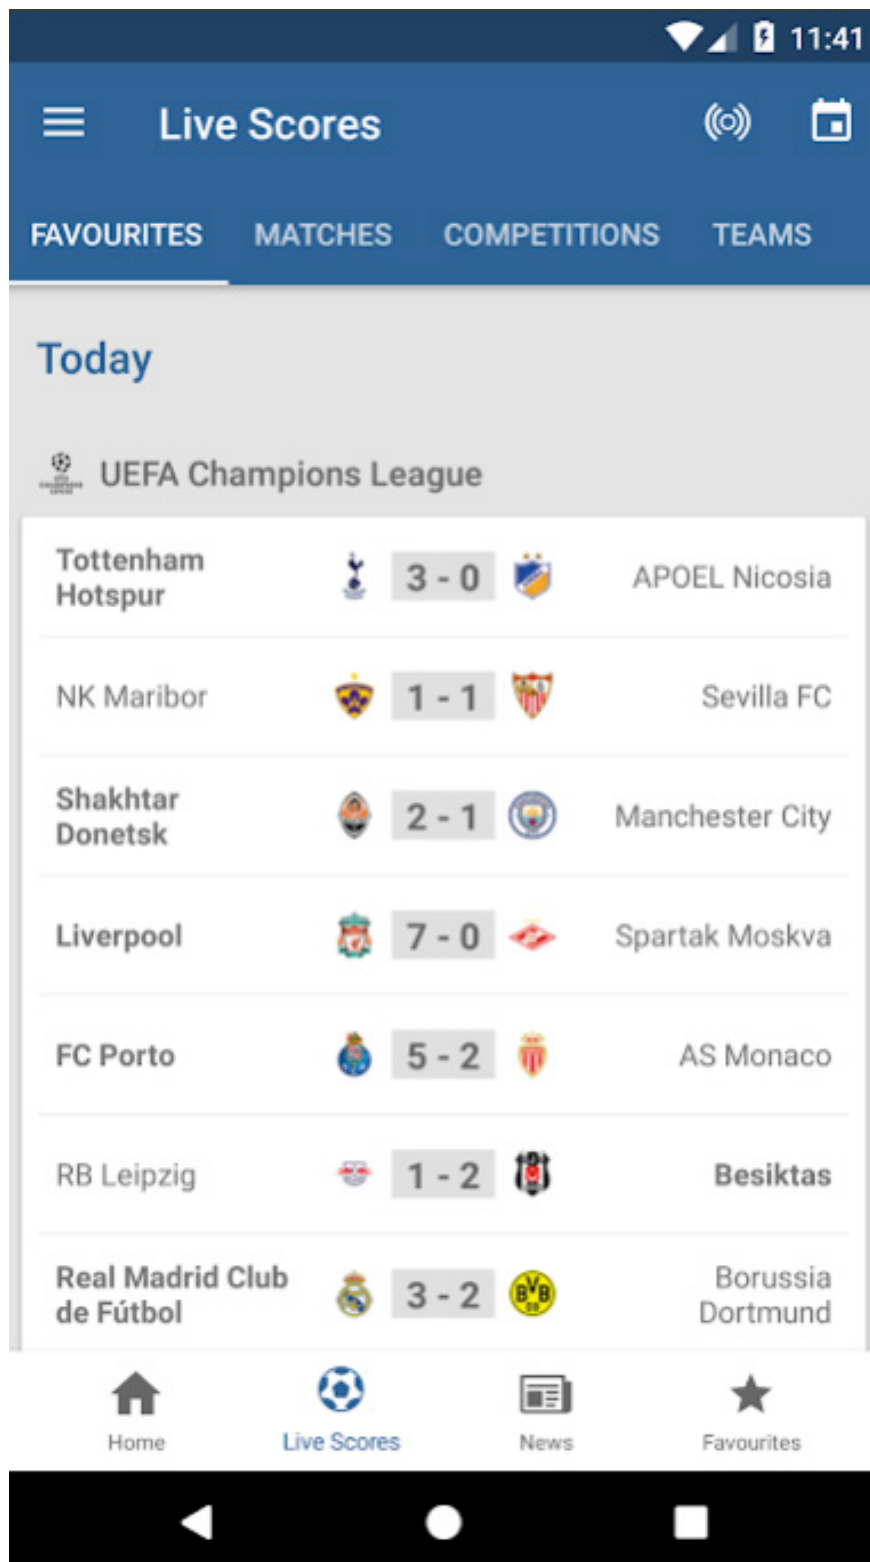 11:41
Live Scores
FAVOURITES MATCHES COMPETITIONS TEAMS
Today
UEFA Champions League
Tottenham
Hotspur
3 - 0
APOEL Nicosia
NK Maribor
1 - 1
Sevilla FC
Shakhtar
Donetsk
2 - 1
Manchester City
Liverpool
7 - 0
Spartak Moskva
FC Porto
5 - 2
AS Monaco
RB Leipzig
1 - 2
Besiktas
Real Madrid Club
de Fútbol
3 - 2
BVB
09
Borussia
Dortmund
Home
Live Scores
News
Favourites